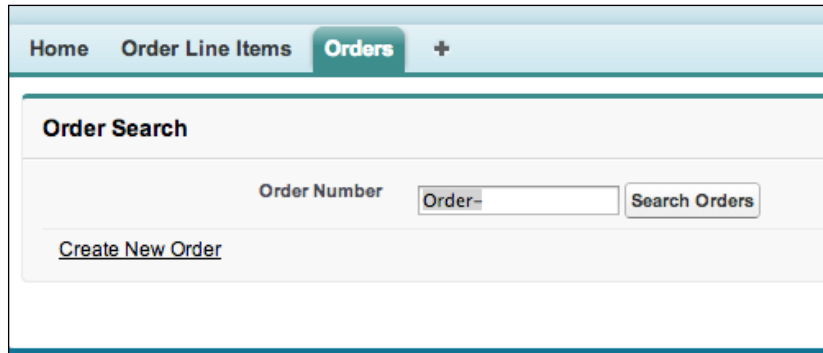 Home Order Line Items Orders +
Order Search
Order Number Order- Search Orders
Create New Order